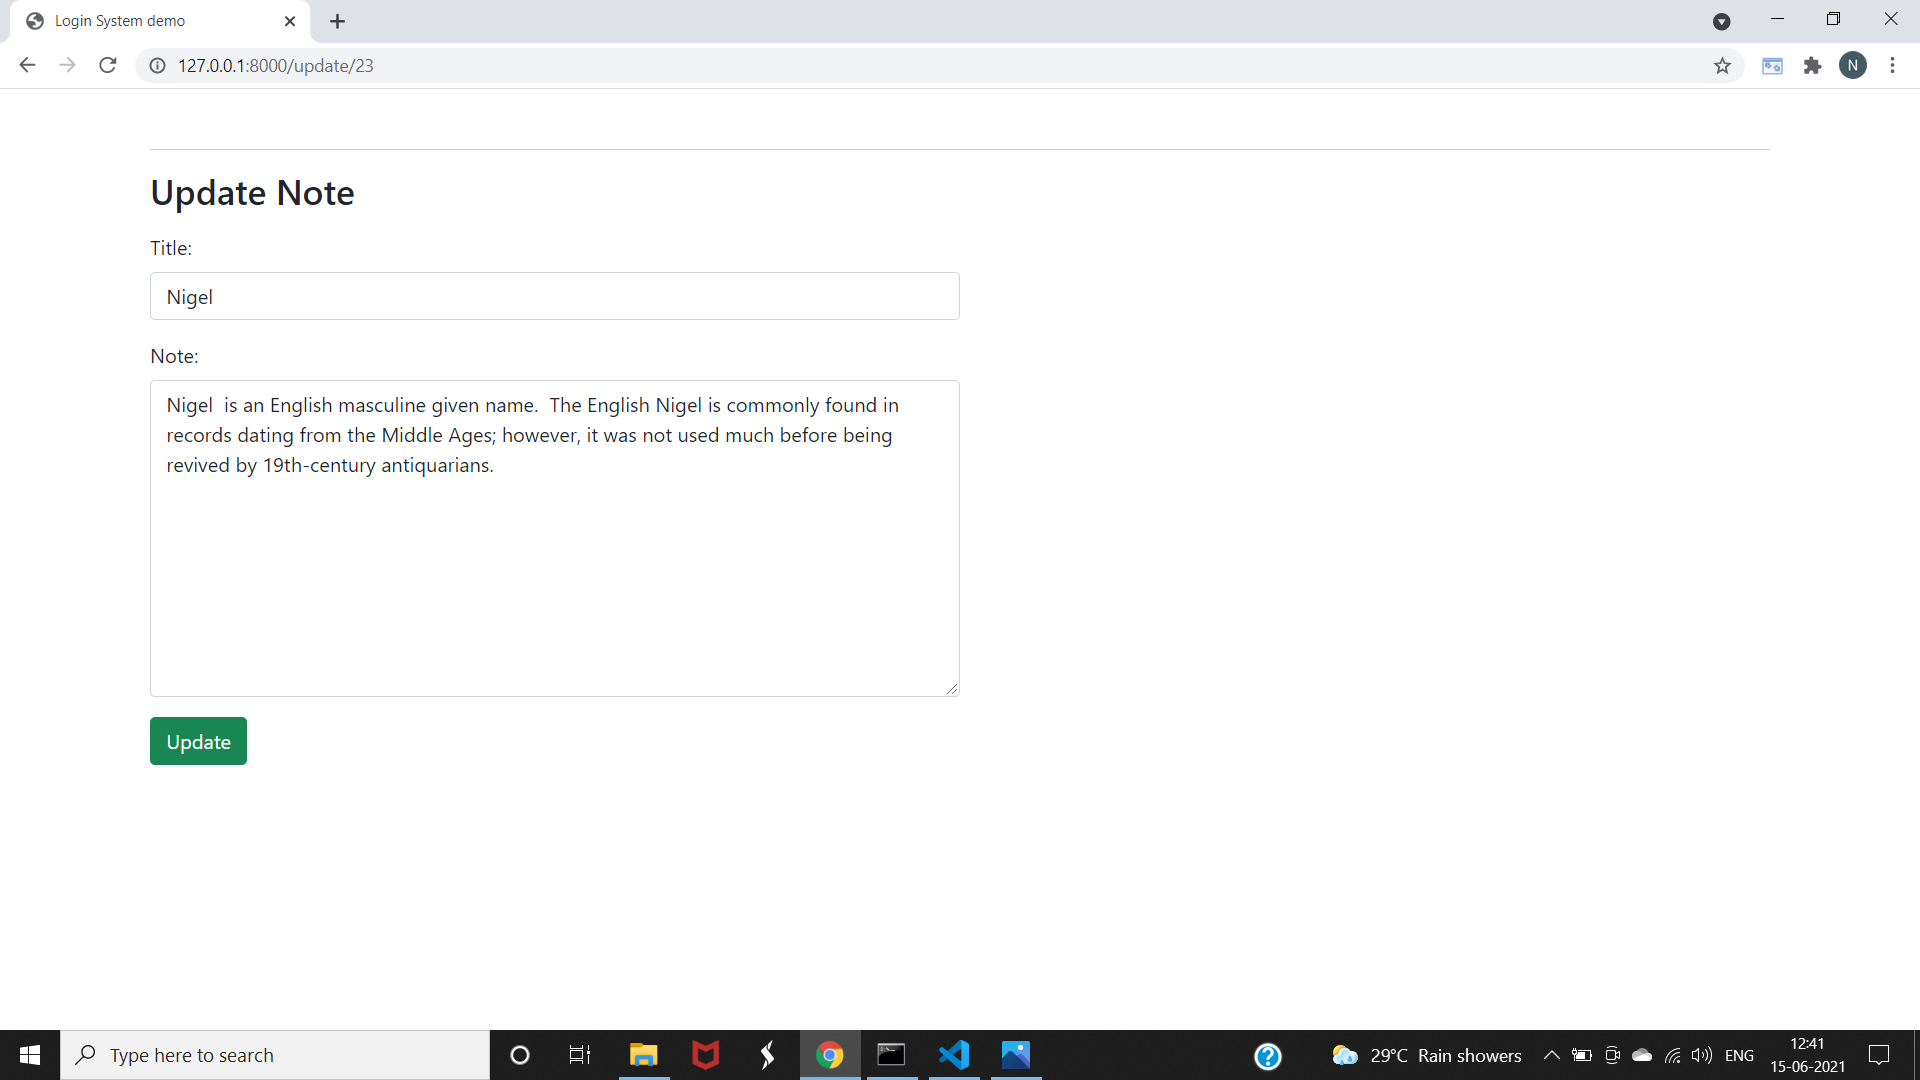 Login System demo
127.0.0.1:8000/update/23
N
Update Note
Title:
Nigel
Note:
Nigel  is an English masculine given name.  The English Nigel is commonly found in
records dating from the Middle Ages; however, it was not used much before being
revived by 19th-century antiquarians.
Update
Type here to search
29°C Rain showers
ENG
12:41
15-06-2021